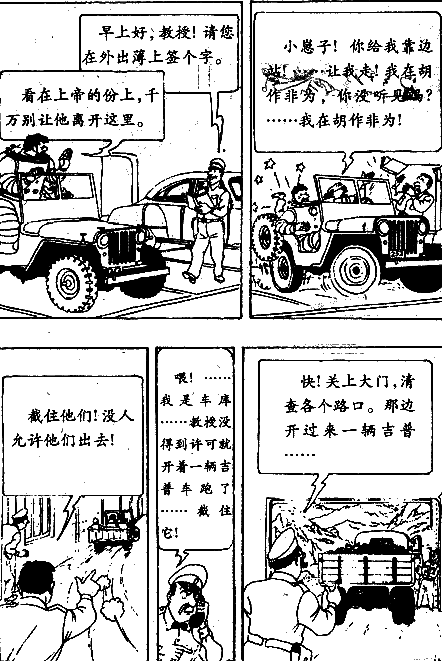 早上好，教授！请您
在外出薄上签个字。
看在上帝的份上，千
万别让他离开这里。
小崽子！你给我靠边
站！……让我走！我在胡
作非为，你没听见吗？
……我在胡作非为！
截住他们！没人
允许他们出去！
喂！……
我是车库
……教授没
得到许可就
开着一辆吉
普车跑了
……截住
它！
快！关上大门，清
查各个路口。那边
开过来一辆吉普
……